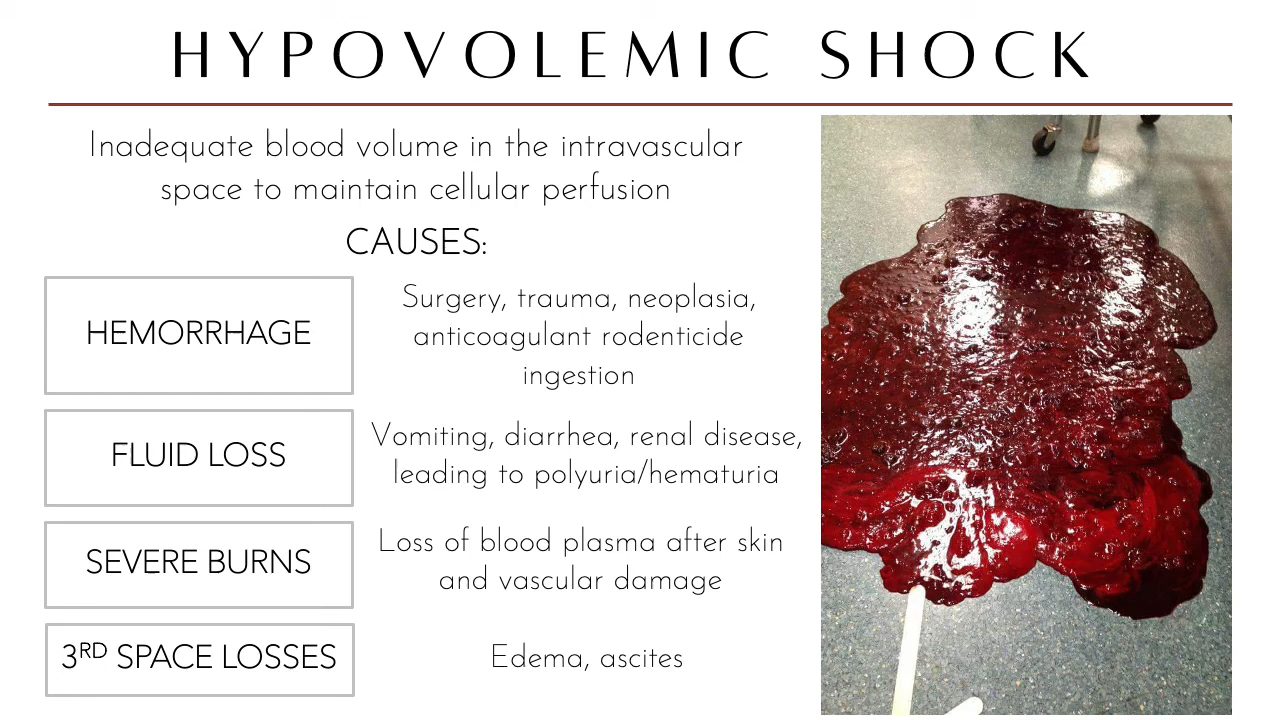 HYPOVOLEMIC SHOCK
Inadequate blood volume in the intravascular
space to maintain cellular perfusion
CAUSES:
HEMORRHAGE
Surgery, trauma, neoplasia,
anticoagulant rodenticide
ingestion
FLUID LOSS
Vomiting, diarrhea, renal disease,
leading to polyuria/hematuria
SEVERE BURNS
Loss of blood plasma after skin
and vascular damage
3RD SPACE LOSSES
Edema, ascites